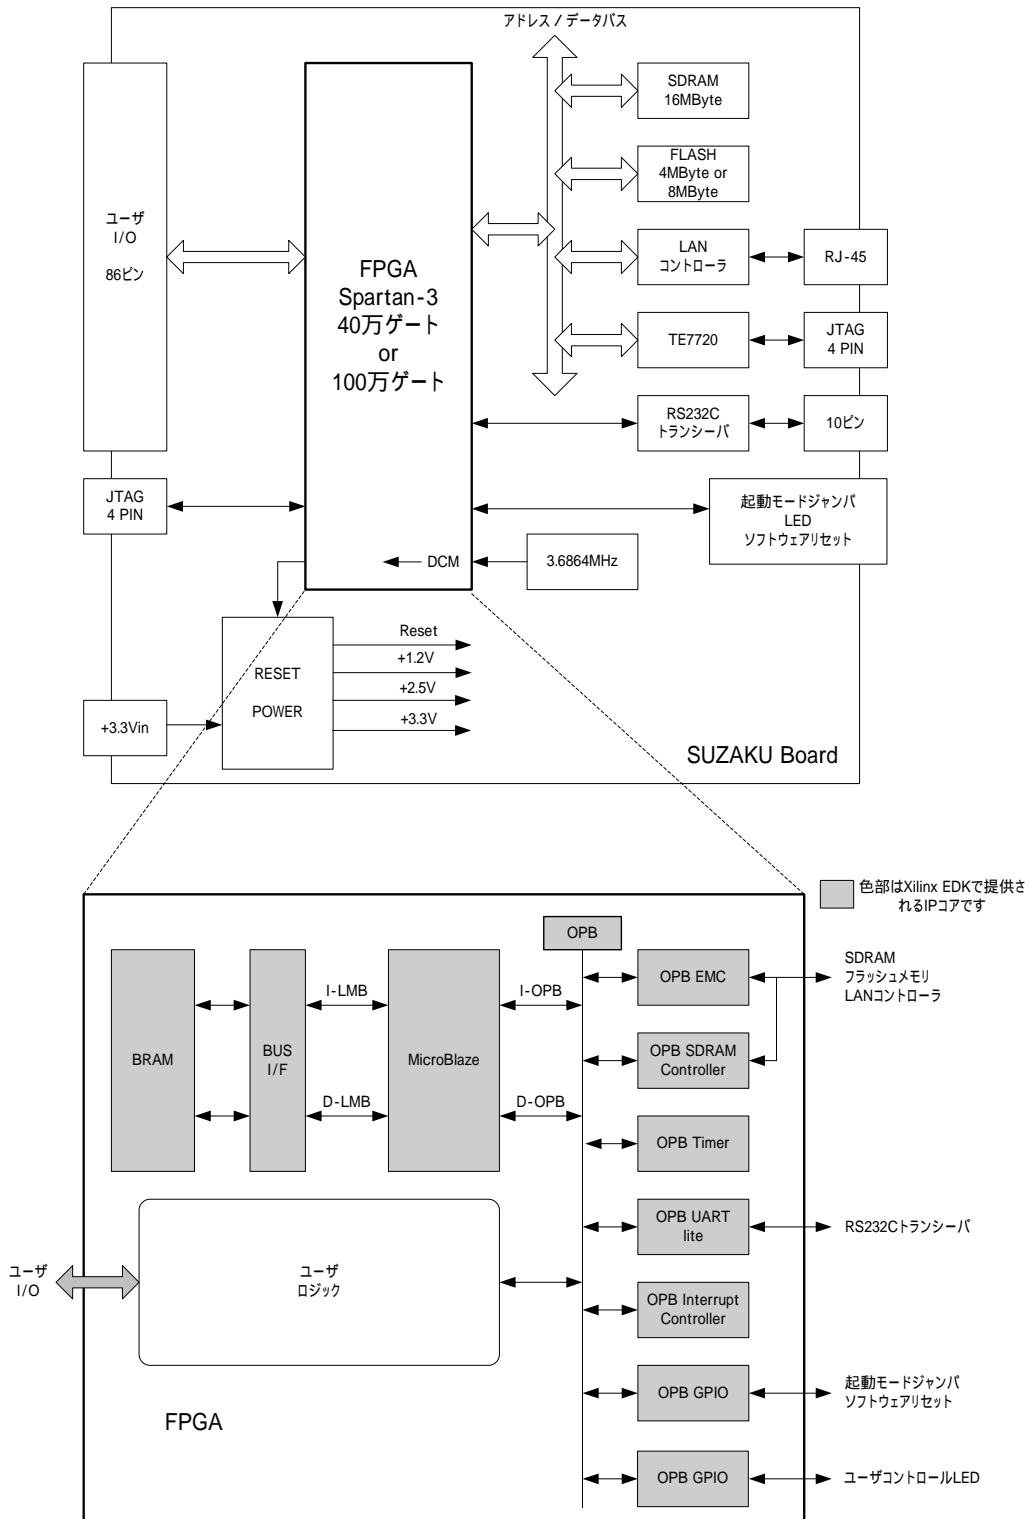 アドレス / データバス
SDRAM
16MByte
FLASH
4MByte or
8MByte
ユーザ
I/O
86ピン
FPGA
Spartan-3
40万ゲート
or
100万ゲート
LAN
コントローラ
RJ-45
TE7720
JTAG
4 PIN
RS232C
トランシーバ
10ピン
JTAG
4 PIN
起動モードジャンパ
LED
ソフトウェアリセット
DCM
3.6864MHz
RESET
POWER
Reset
+1.2V
+2.5V
+3.3V
+3.3Vin
SUZAKU Board
色部はXilinx EDKで提供さ
れるIPコアです
OPB
BRAM
BUS
I/F
I-LMB
D-LMB
MicroBlaze
I-OPB
D-OPB
OPB EMC
SDRAM
フラッシュメモリ
LANコントローラ
OPB SDRAM
Controller
OPB Timer
OPB UART
lite
RS232Cトランシーバ
ユーザ
I/O
ユーザ
ロジック
OPB Interrupt
Controller
OPB GPIO
起動モードジャンパ
ソフトウェアリセット
FPGA
OPB GPIO
ユーザコントロールLED